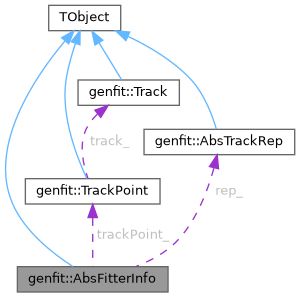 TObject
genfit::Track
track_
genfit::AbsTrackRep
genfit::TrackPoint
rep_
trackPoint_
genfit::AbsFitterInfo